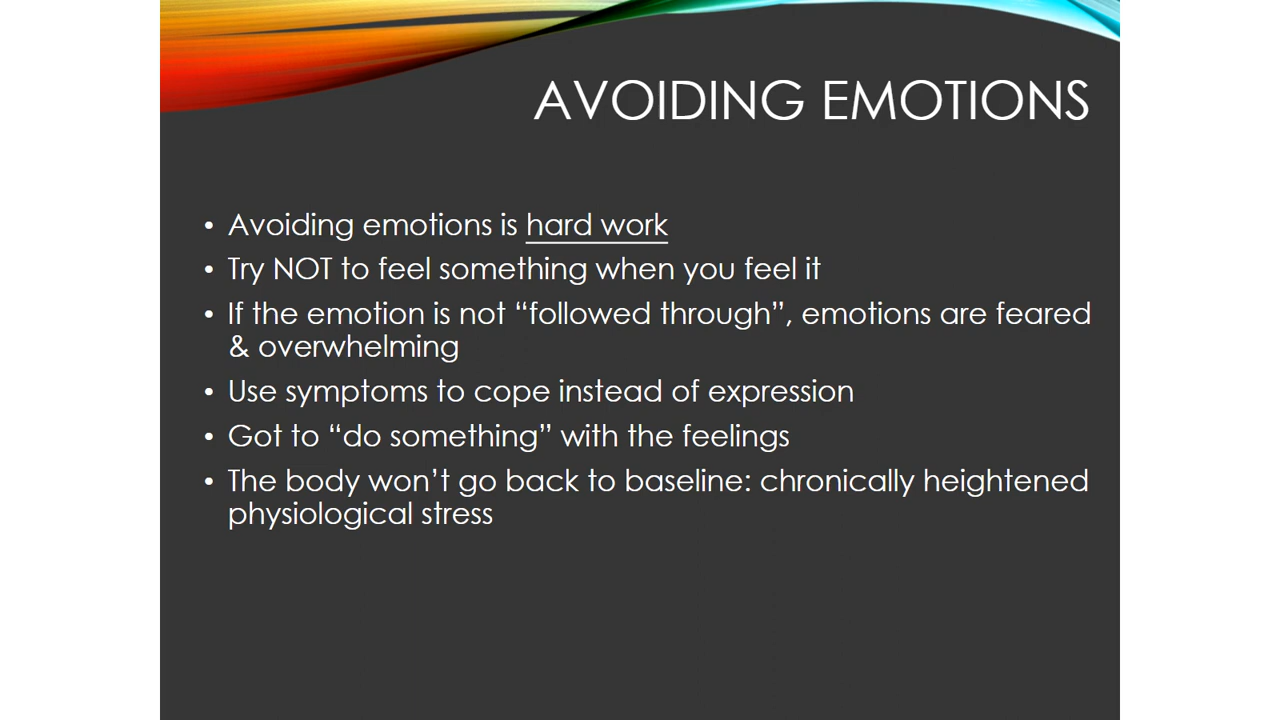 AVOIDING EMOTIONS
• Avoiding emotions is hard work
• Try NOT to feel something when you feel it
• If the emotion is not “followed through”, emotions are feared
& overwhelming
• Use symptoms to cope instead of expression
• Got to “do something” with the feelings
• The body won’t go back to baseline: chronically heightened
physiological stress